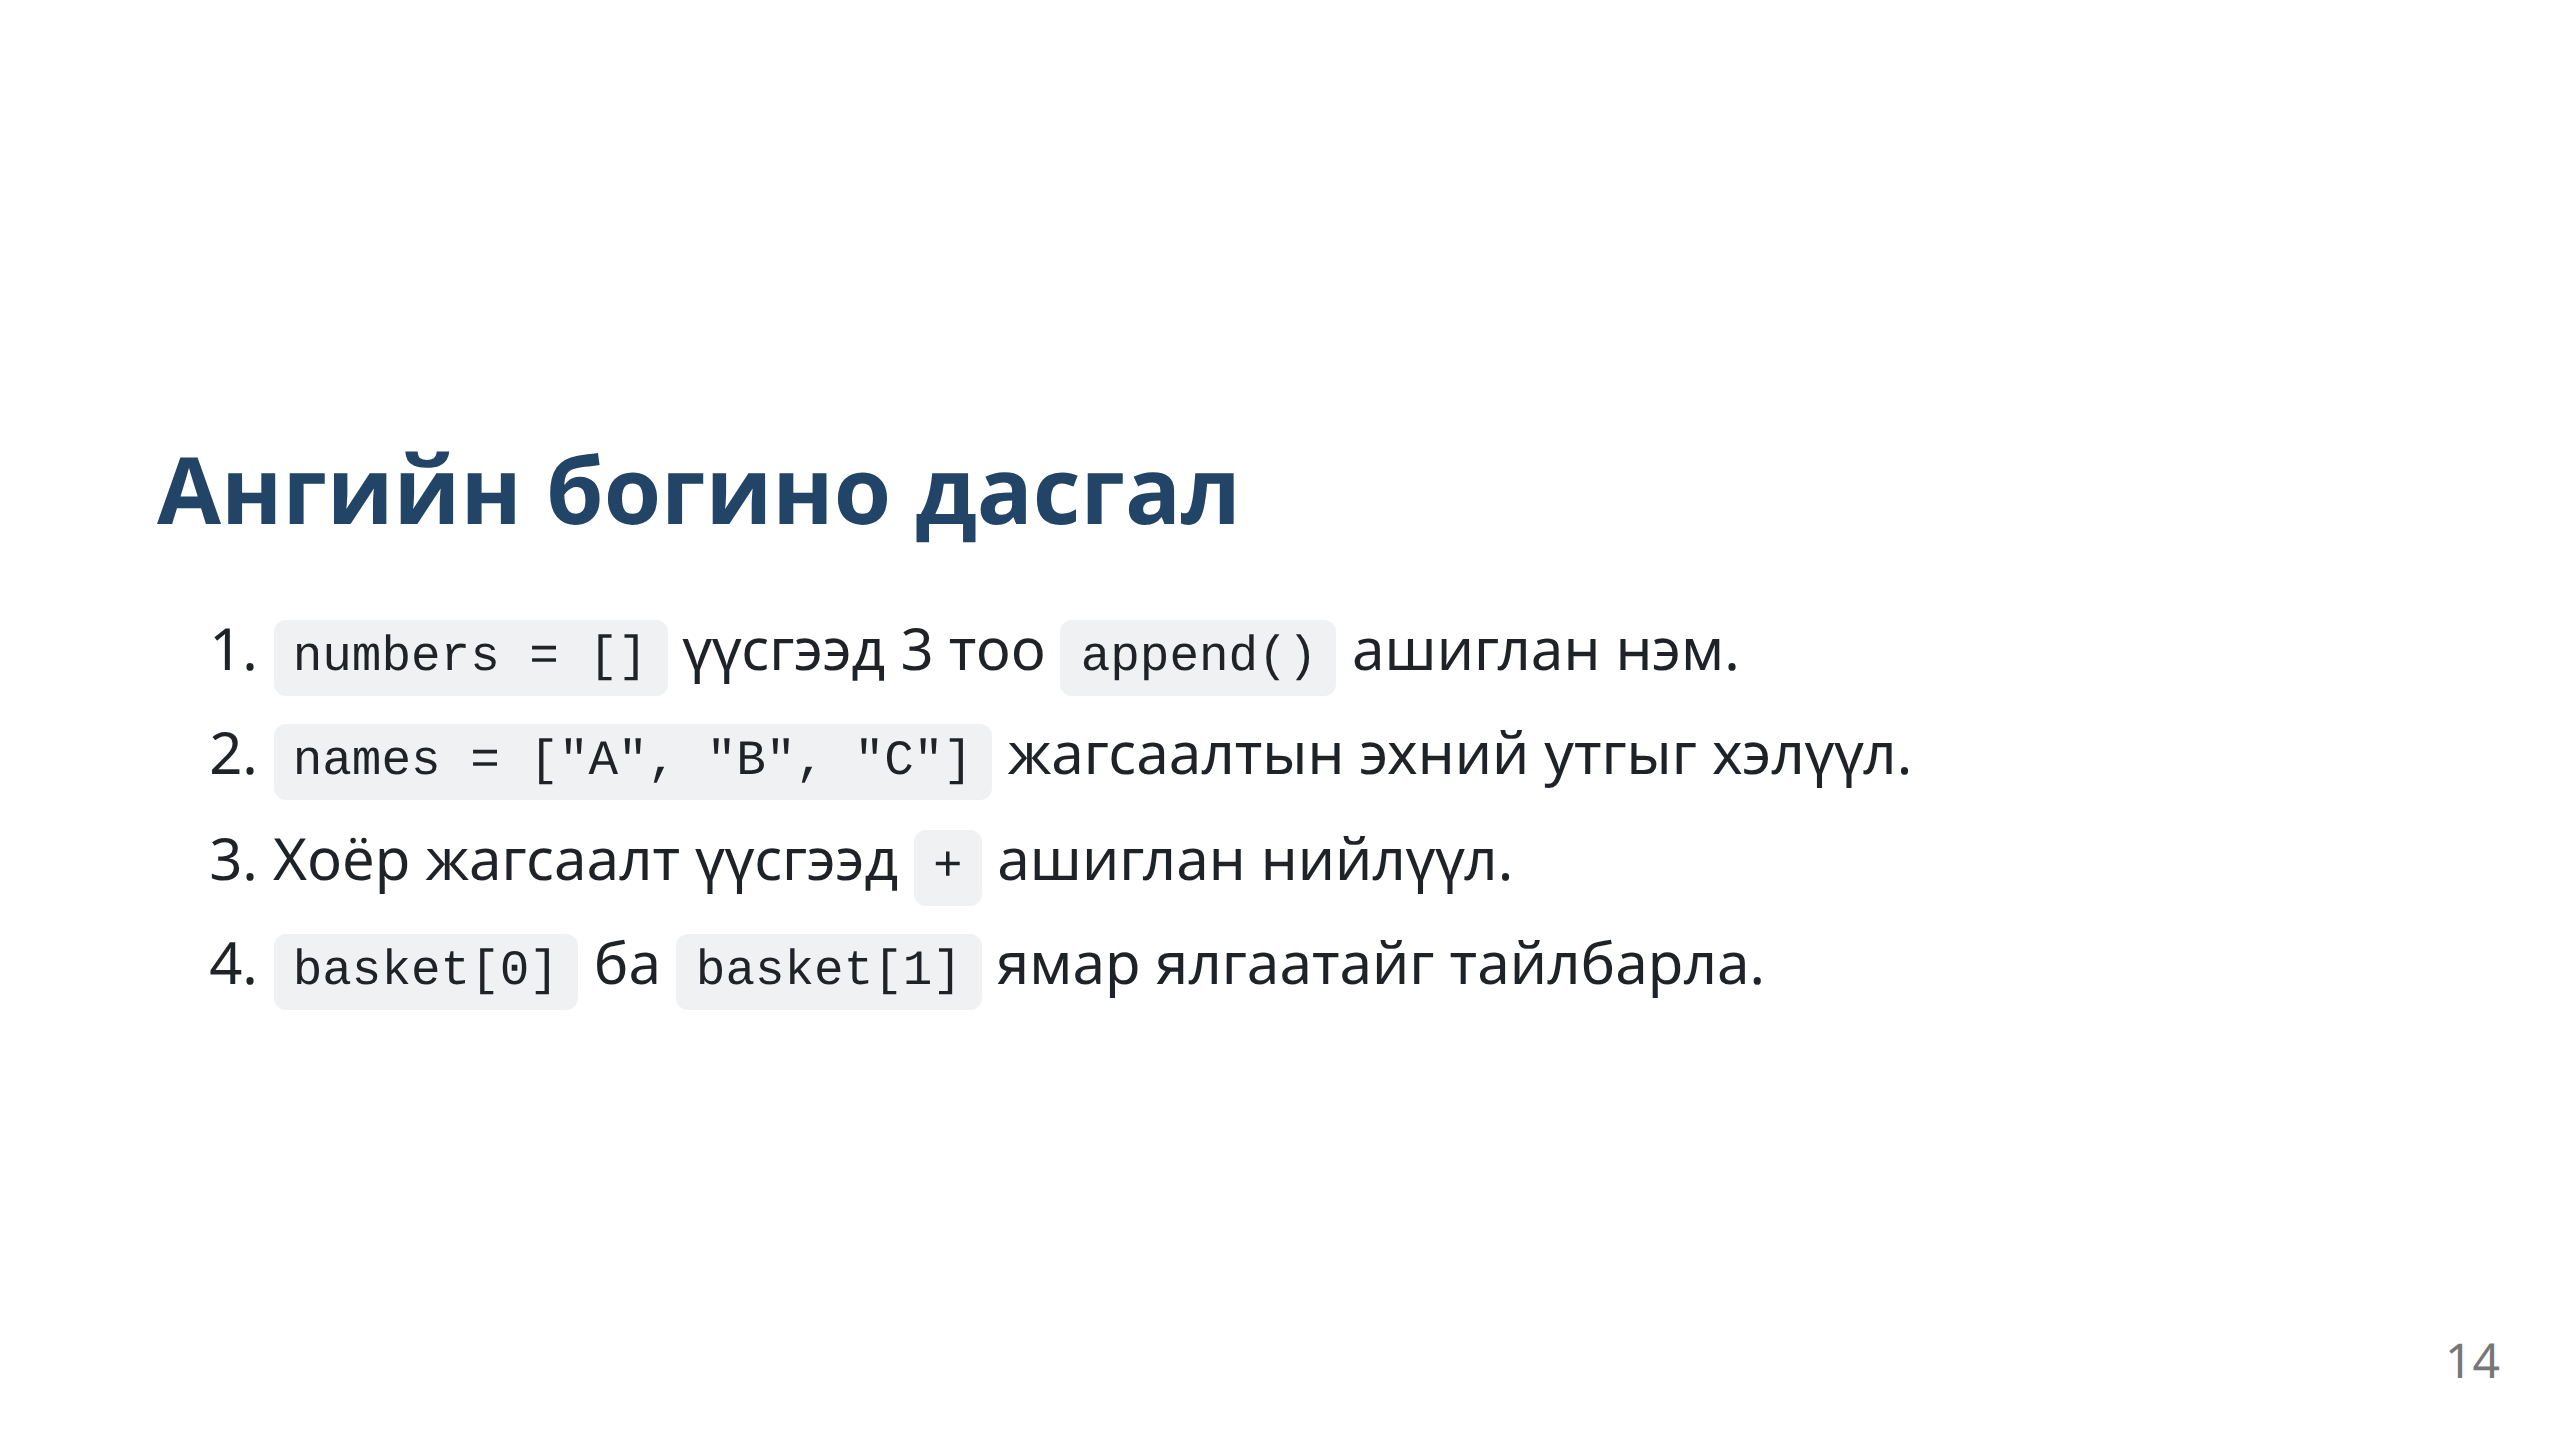 Ангийн богино дасгал
1. numbers = [] үүсгээд 3 тоо append() ашиглан нэм.
2. names = ["A", "B", "C"] жагсаалтын эхний утгыг хэлүүл.
3. Хоёр жагсаалт үүсгээд + ашиглан нийлүүл.
4. basket[0] ба basket[1] ямар ялгаатайг тайлбарла.
14